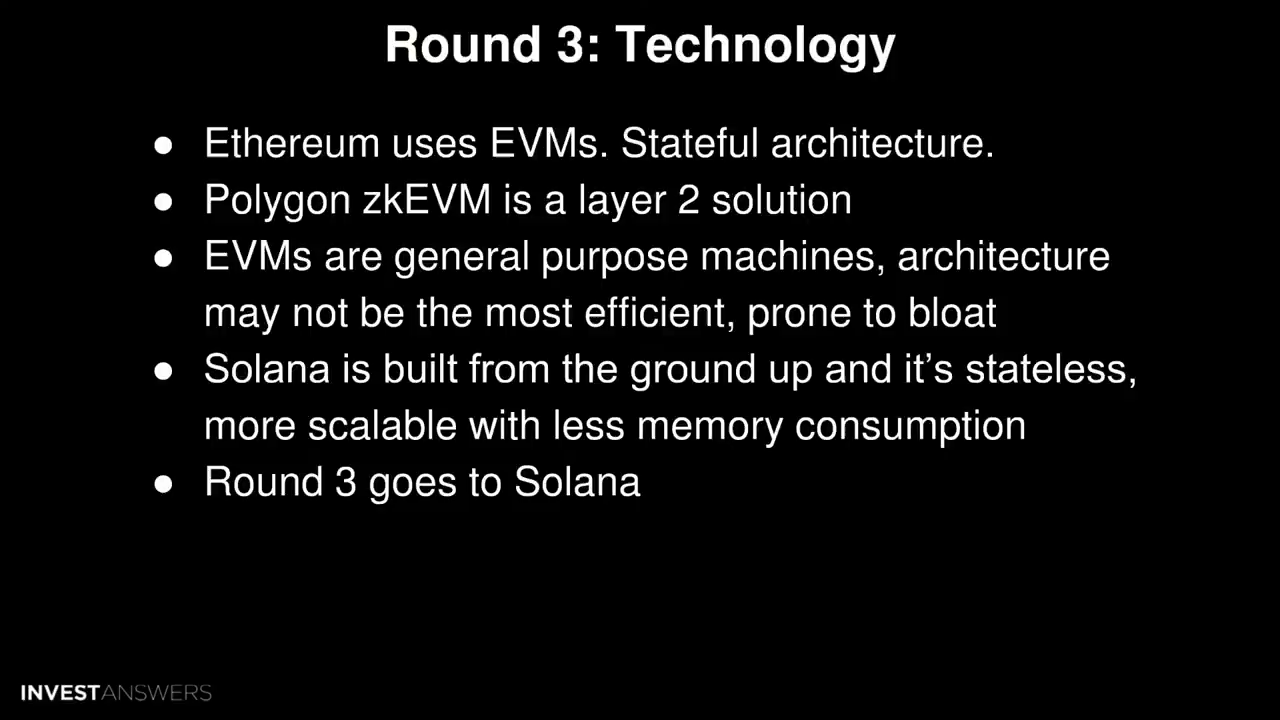 Round 3: Technology
● Ethereum uses EVMs. Stateful architecture.
● Polygon zkEVM is a layer 2 solution
● EVMs are general purpose machines, architecture
may not be the most efficient, prone to bloat
● Solana is built from the ground up and it’s stateless,
more scalable with less memory consumption
● Round 3 goes to Solana
INVESTANSWERS